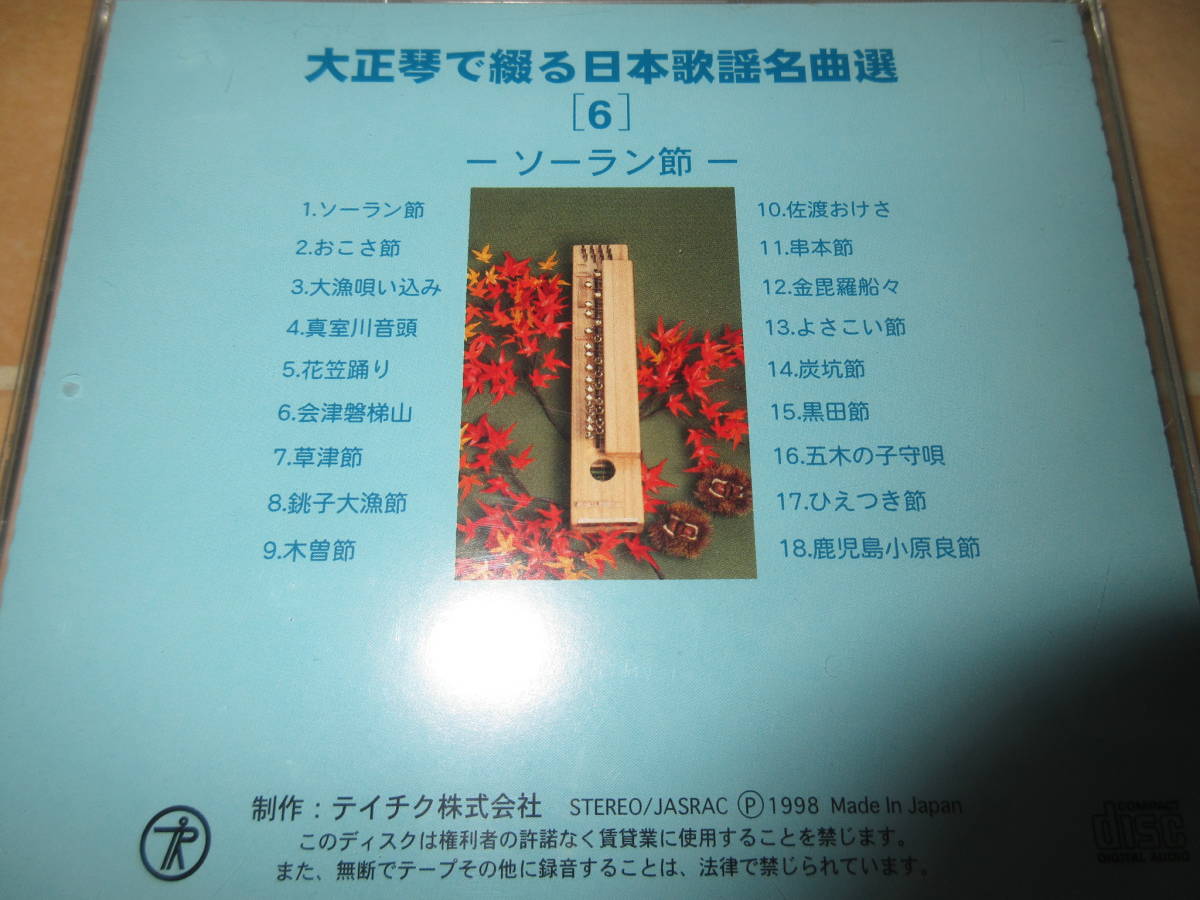 大正琴で綴る日本歌謡名曲選
[6]
― ソーラン節 ―
1.ソーラン節
2.おこさ節
3.大漁唄い込み
4.真室川音頭
5.花笠踊り
6.会津磐梯山
7.草津節
8.銚子大漁節
9.木曽節
10.佐渡おけさ
11.串本節
12.金毘羅船々
13.よさこい節
14.炭坑節
15.黒田節
16.五木の子守唄
17.ひえつき節
18.鹿児島小原良節
制作：テイチク株式会社 STEREO/JASRAC Ⓟ1998 Made In Japan
このディスクは権利者の許諾なく賃貸業に使用することを禁じます。
また、無断でテープその他に録音することは、法律で禁じられています。
COMPACT
disc
DIGITAL AUDIO